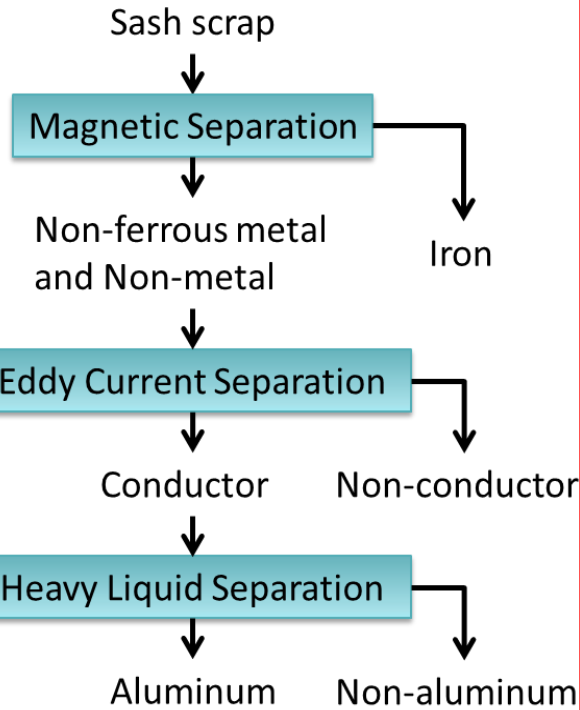 Sash scrap
Magnetic Separation
Non-ferrous metal
and Non-metal
Iron
Eddy Current Separation
Conductor
Non-conductor
Heavy Liquid Separation
Aluminum
Non-aluminum